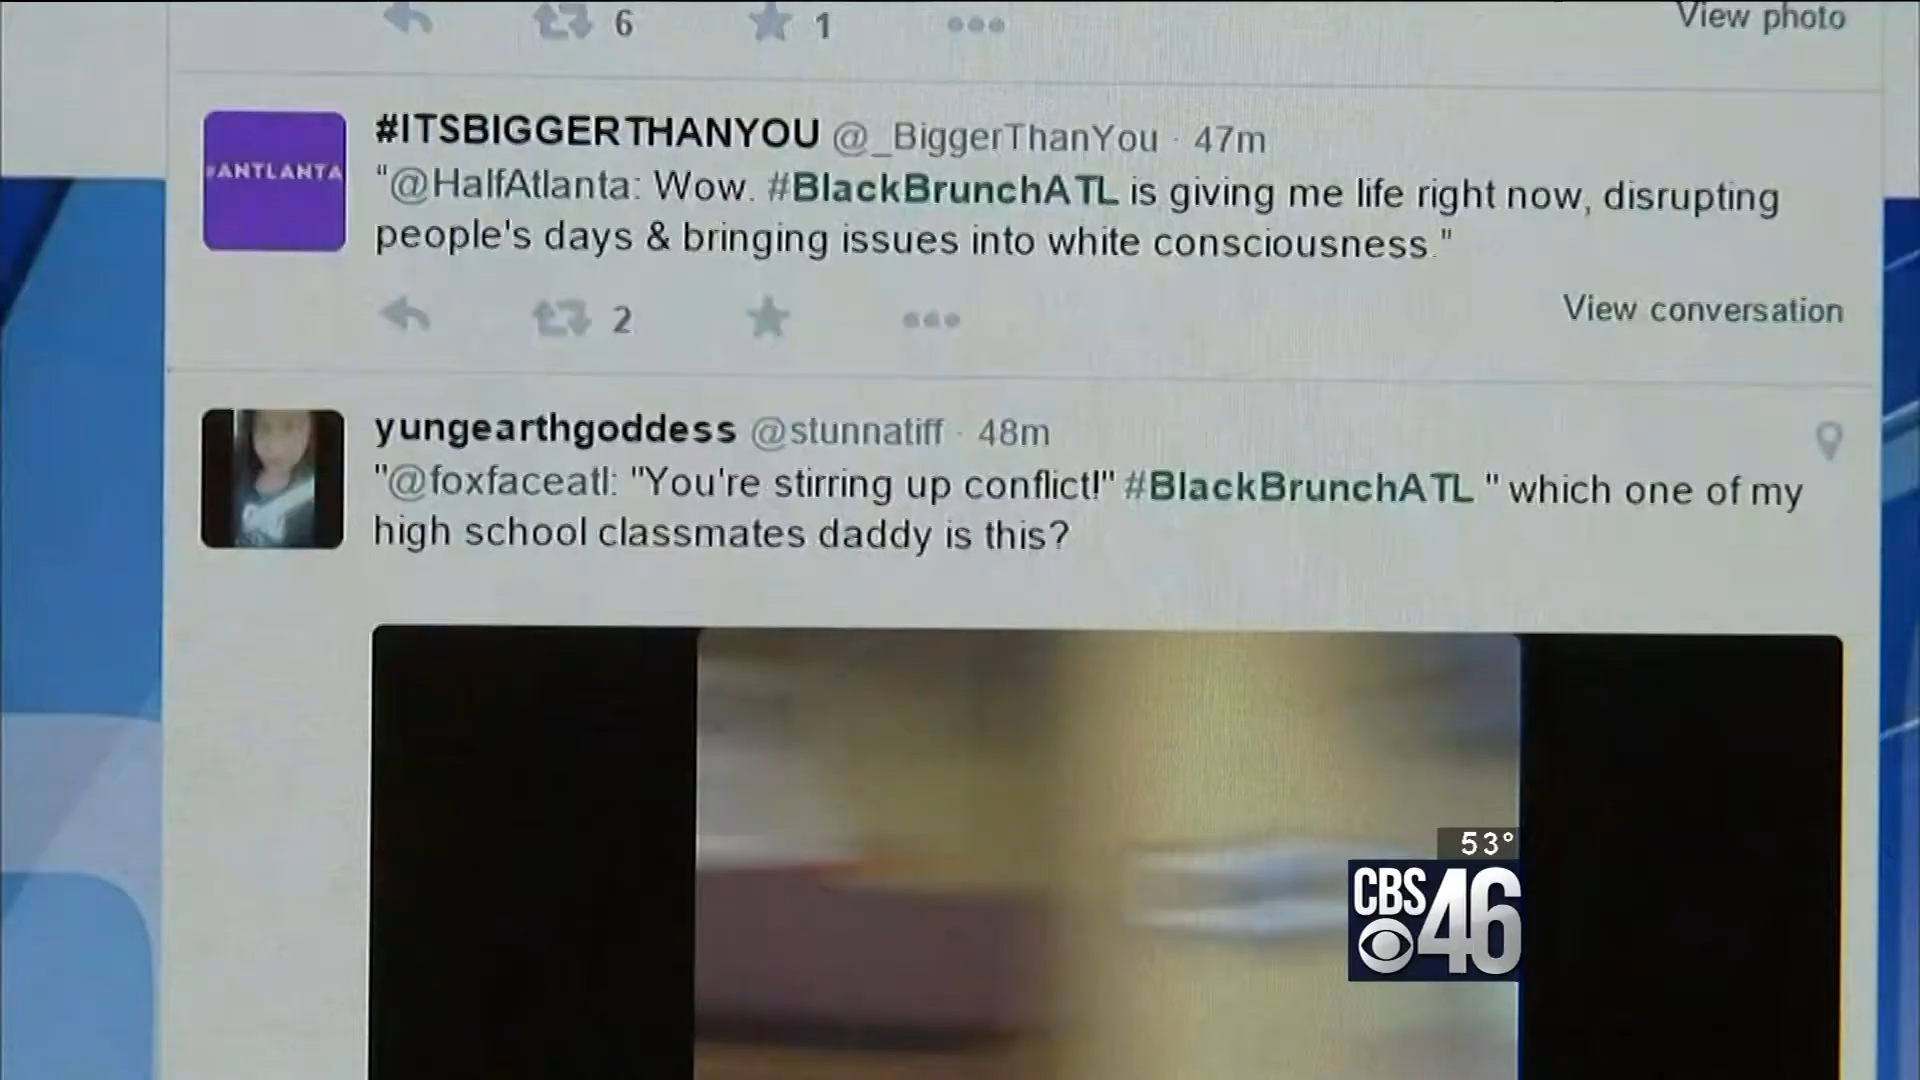 6 1 View photo
#ITSBIGGERTHANYOU @_BiggerThanYou · 47m
#ANTLANTA
"@HalfAtlanta: Wow. #BlackBrunchATL is giving me life right now, disrupting
people's days & bringing issues into white consciousness."
2 View conversation
yungearthgoddess @stunnatiff · 48m
"@foxfaceatl: "You're stirring up conflict!" #BlackBrunchATL " which one of my
high school classmates daddy is this?
53°
CBS 46